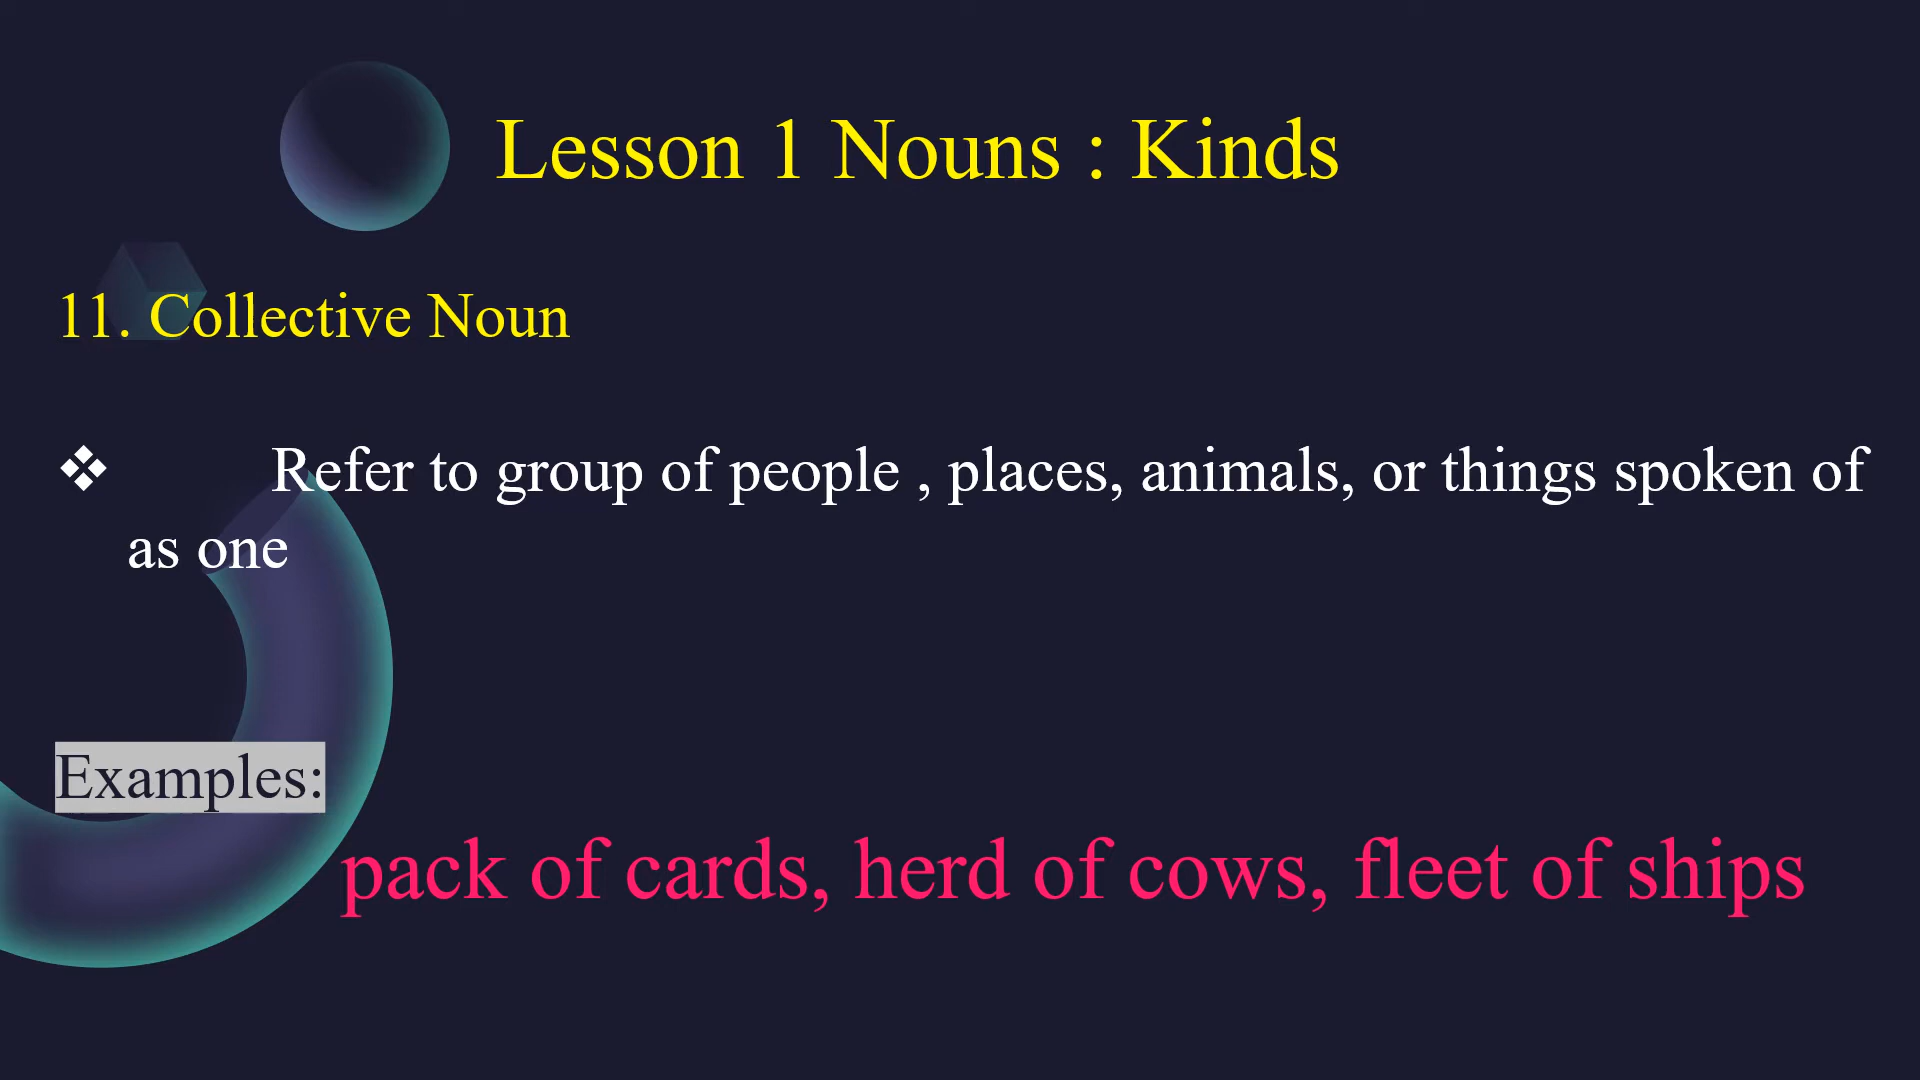 Lesson 1 Nouns : Kinds
11. Collective Noun
❖ Refer to group of people , places, animals, or things spoken of
as one
Examples:
pack of cards, herd of cows, fleet of ships